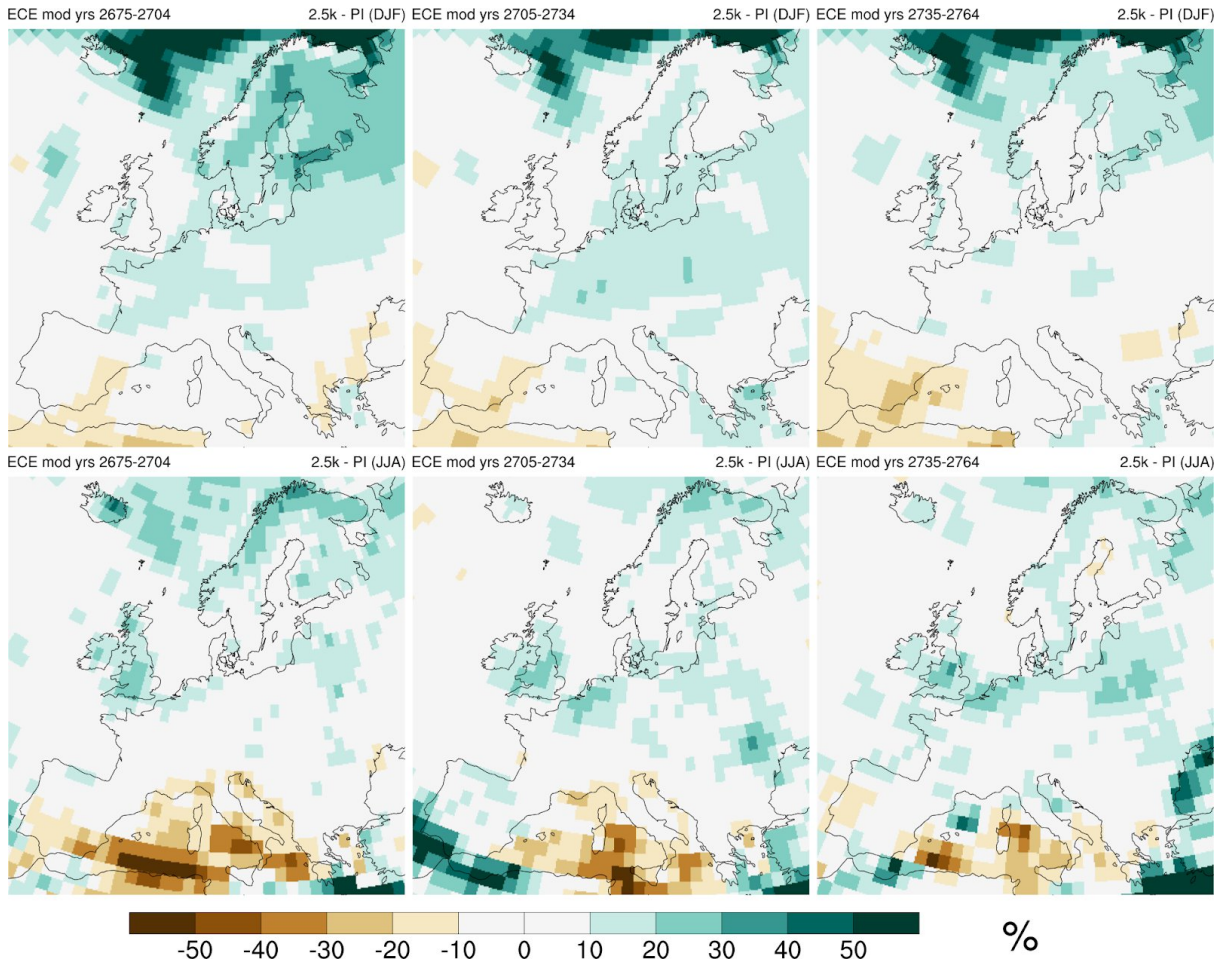 ECE mod yrs 2675-2704 2.5k - PI (DJF)
ECE mod yrs 2705-2734 2.5k - PI (DJF)
ECE mod yrs 2735-2764 2.5k - PI (DJF)
ECE mod yrs 2675-2704 2.5k - PI (JJA)
ECE mod yrs 2705-2734 2.5k - PI (JJA)
ECE mod yrs 2735-2764 2.5k - PI (JJA)
-50 -40 -30 -20 -10 0 10 20 30 40 50 %